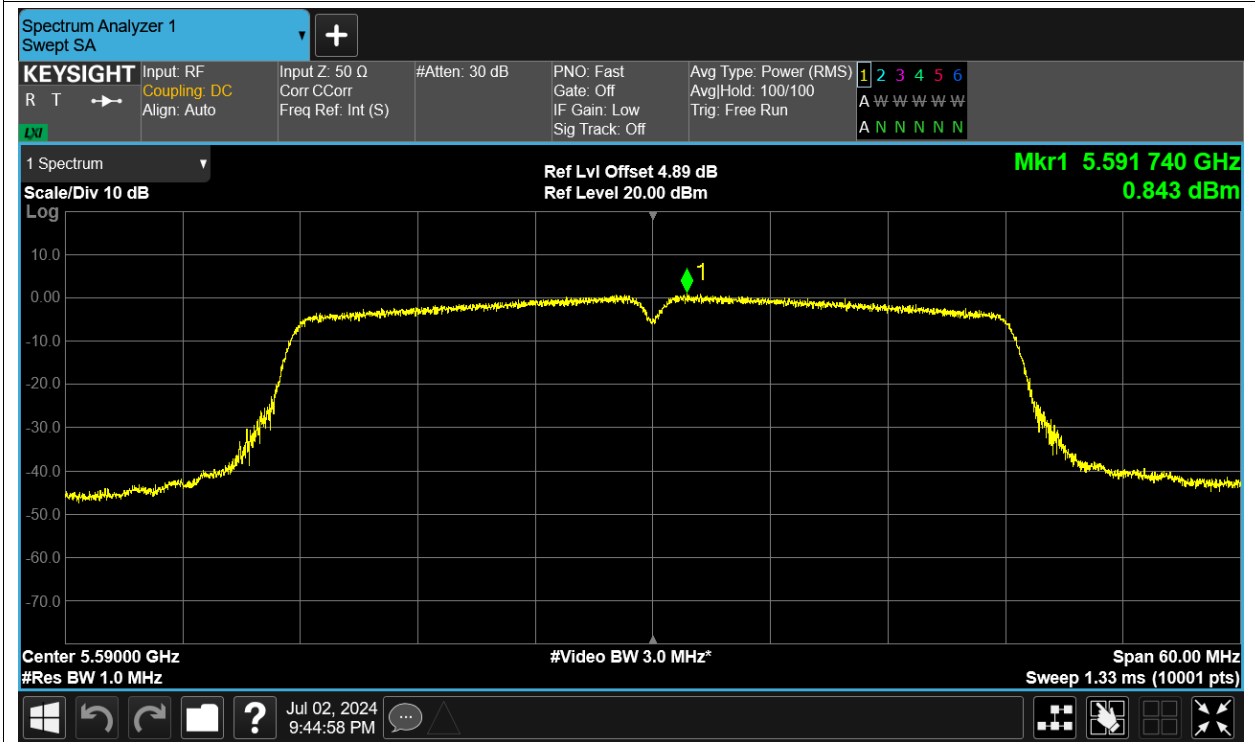 Spectrum Analyzer 1
Swept SA
+
KEYSIGHT
R T
LXI
Input: RF
Coupling: DC
Align: Auto
Input Z: 50 Ω
Corr CCorr
Freq Ref: Int (S)
#Atten: 30 dB
PNO: Fast
Gate: Off
IF Gain: Low
Sig Track: Off
Avg Type: Power (RMS)
Avg|Hold: 100/100
Trig: Free Run
1 2 3 4 5 6
A W W W W W
A N N N N N
1 Spectrum
Scale/Div 10 dB
Log
Ref Lvl Offset 4.89 dB
Ref Level 20.00 dBm
Mkr1 5.591 740 GHz
0.843 dBm
10.0
0.00
-10.0
-20.0
-30.0
-40.0
-50.0
-60.0
-70.0
1
Center 5.59000 GHz
#Res BW 1.0 MHz
#Video BW 3.0 MHz*
Span 60.00 MHz
Sweep 1.33 ms (10001 pts)
?
Jul 02, 2024
9:44:58 PM